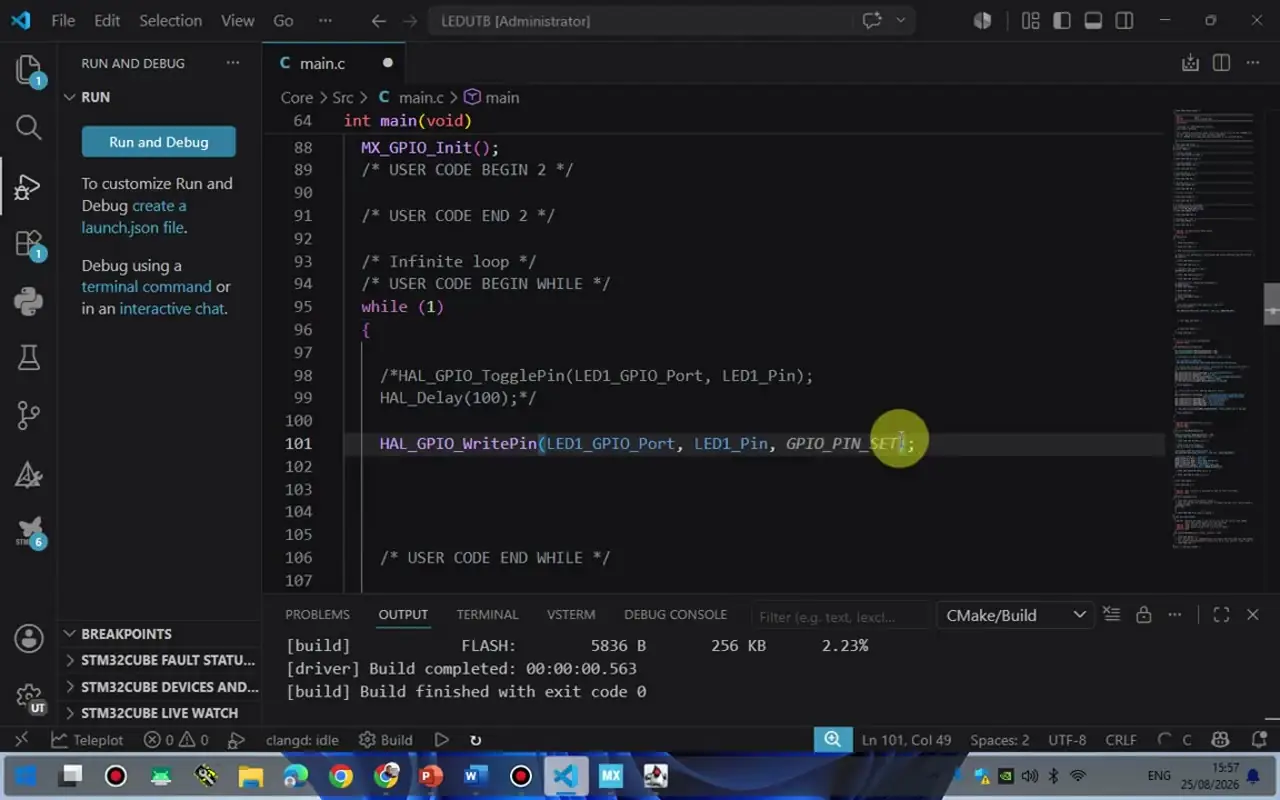 File Edit Selection View Go ··· LEDUTB [Administrator]
RUN AND DEBUG ···
RUN
Run and Debug
To customize Run and
Debug create a
launch.json file.
Debug using a
terminal command or
in an interactive chat.
BREAKPOINTS
STM32CUBE FAULT STATU...
STM32CUBE DEVICES AND...
STM32CUBE LIVE WATCH
1
1
STM
6
UT
C main.c
Core > Src > C main.c > main
64 int main(void)
88 MX_GPIO_Init();
89 /* USER CODE BEGIN 2 */
90
91 /* USER CODE END 2 */
92
93 /* Infinite loop */
94 /* USER CODE BEGIN WHILE */
95 while (1)
96 {
97
98 /*HAL_GPIO_TogglePin(LED1_GPIO_Port, LED1_Pin);
99 HAL_Delay(100);*/
100
101 HAL_GPIO_WritePin(LED1_GPIO_Port, LED1_Pin, GPIO_PIN_SET);
102
103
104
105
106 /* USER CODE END WHILE */
107
PROBLEMS OUTPUT TERMINAL VSTERM DEBUG CONSOLE Filter (e.g. text, !excl... CMake/Build
[build] FLASH: 5836 B 256 KB 2.23%
[driver] Build completed: 00:00:00.563
[build] Build finished with exit code 0
Teleplot 0 0 clangd: idle Build Ln 101, Col 49 Spaces: 2 UTF-8 CRLF C
MX ENG 15:57
25/08/2026